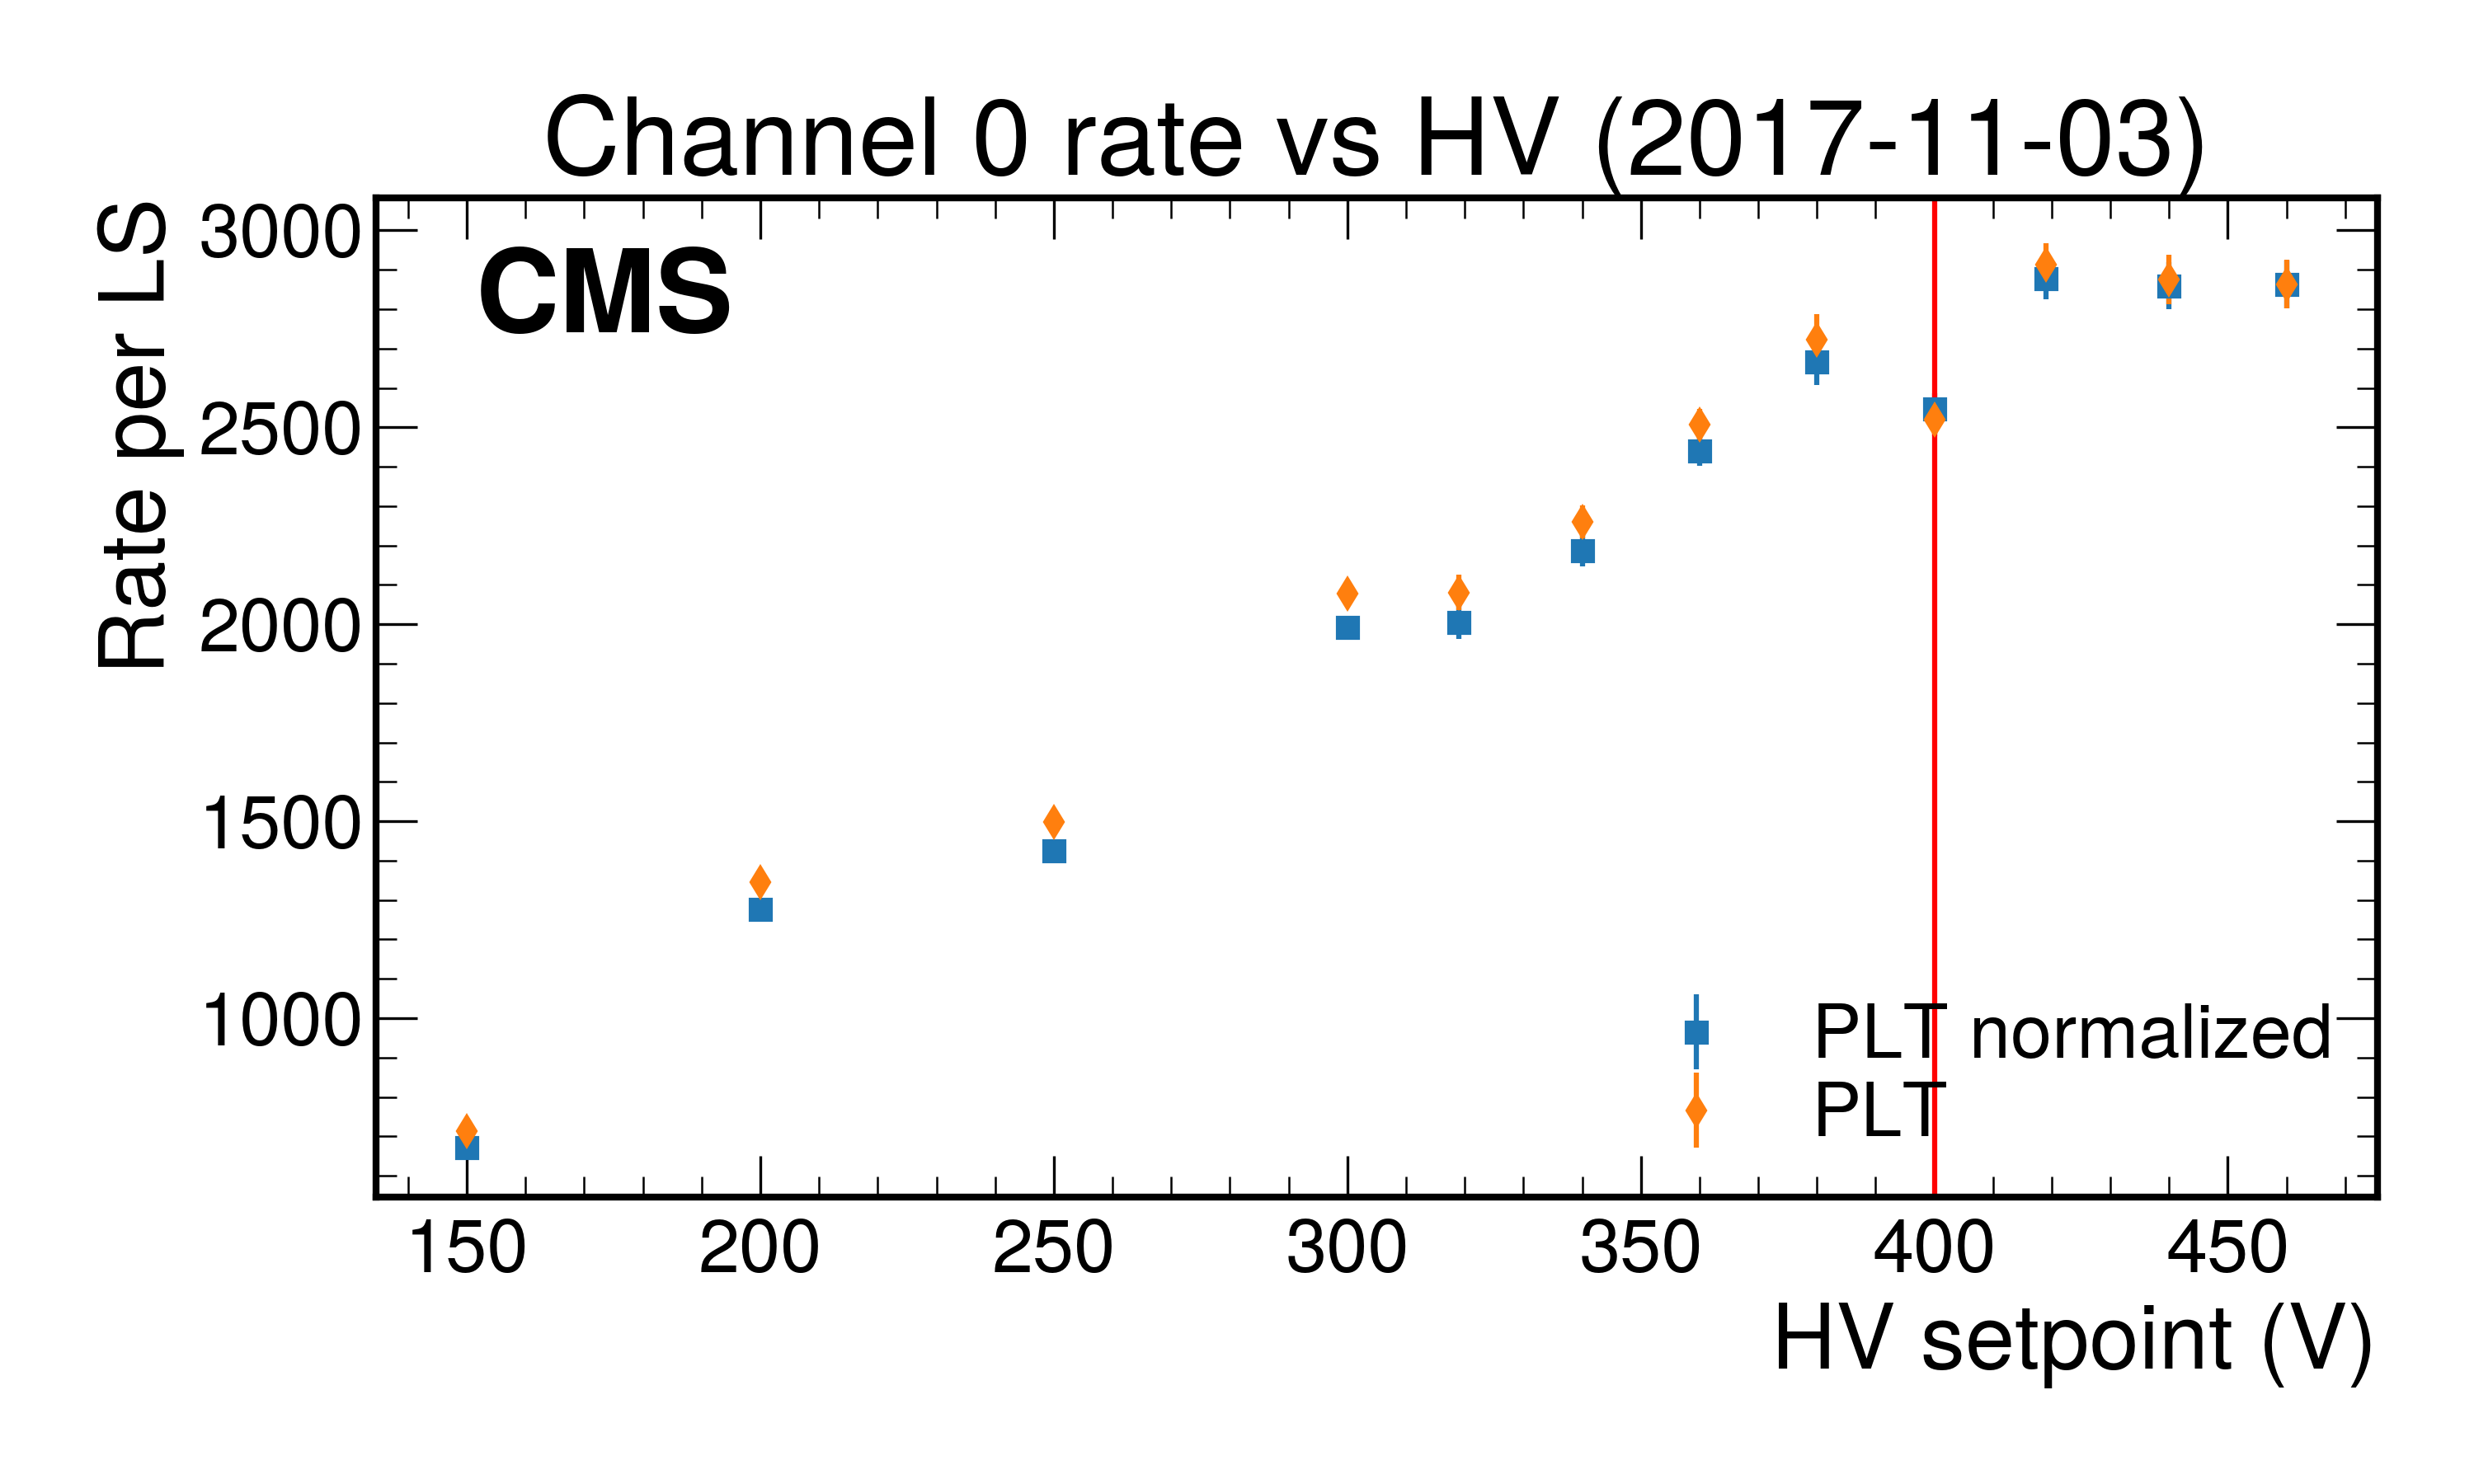 Channel 0 rate vs HV (2017-11-03)
CMS
Rate per LS
3000
2500
2000
1500
1000
PLT normalized
PLT
150 200 250 300 350 400 450
HV setpoint (V)